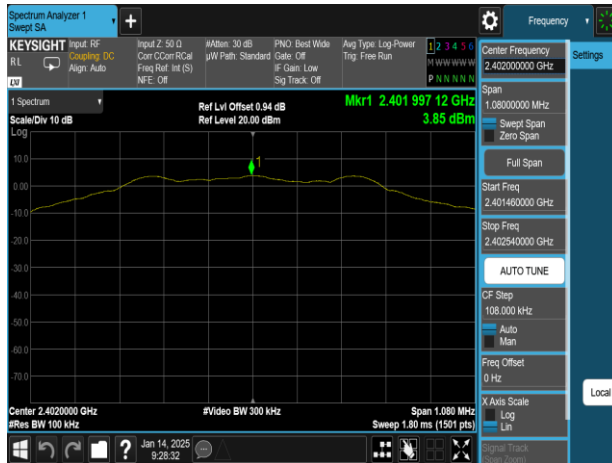 Spectrum Analyzer 1
Swept SA
+
Frequency
KEYSIGHT
RL
LXI
Input: RF
Coupling: DC
Align: Auto
Input Z: 50 Ω
Corr CCorr RCal
Freq Ref: Int (S)
NFE: Off
#Atten: 30 dB
µW Path: Standard
PNO: Best Wide
Gate: Off
IF Gain: Low
Sig Track: Off
Avg Type: Log-Power
Trig: Free Run
1 2 3 4 5 6
M W W W W W
P N N N N N
1 Spectrum
Scale/Div 10 dB
Log
Ref Lvl Offset 0.94 dB
Ref Level 20.00 dBm
Mkr1 2.401 997 12 GHz
3.85 dBm
1
10.0
0.00
-10.0
-20.0
-30.0
-40.0
-50.0
-60.0
-70.0
Center 2.4020000 GHz
#Res BW 100 kHz
#Video BW 300 kHz
Span 1.080 MHz
Sweep 1.80 ms (1501 pts)
Center Frequency
2.402000000 GHz
Span
1.08000000 MHz
Swept Span
Zero Span
Full Span
Start Freq
2.401460000 GHz
Stop Freq
2.402540000 GHz
AUTO TUNE
CF Step
108.000 kHz
Auto
Man
Freq Offset
0 Hz
X Axis Scale
Log
Lin
Signal Track
(Span Zoom)
Settings
Local
?
Jan 14, 2025
9:28:32